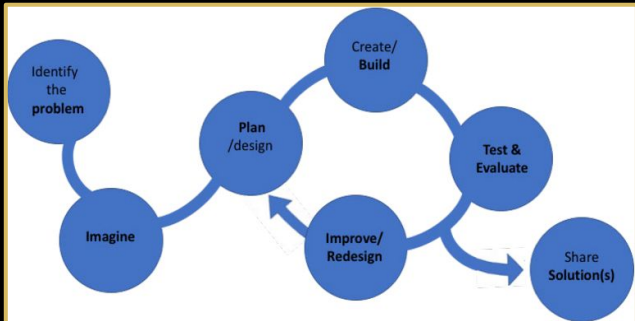 Identify
the
problem
Imagine
Plan
/design
Create/
Build
Test &
Evaluate
Improve/
Redesign
Share
Solution(s)